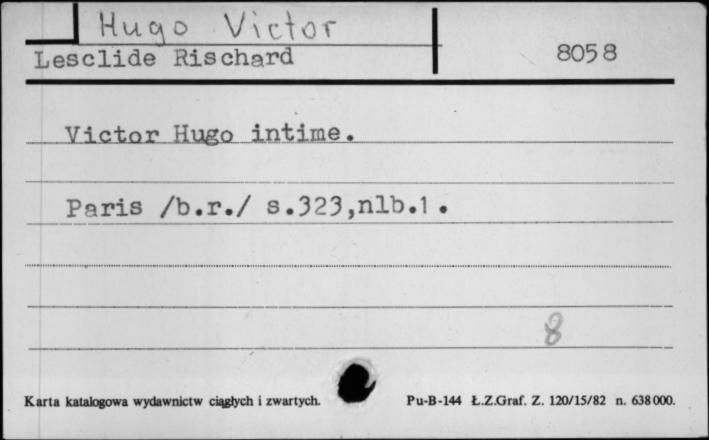 Hugo Victor
Lesclide Rischard 8058
Victor Hugo intime.
Paris /b.r./ s.323,nlb.1.
8
Karta katalogowa wydawnictw ciągłych i zwartych. Pu-B-144 Ł.Z.Graf. Z. 120/15/82 n. 638000.